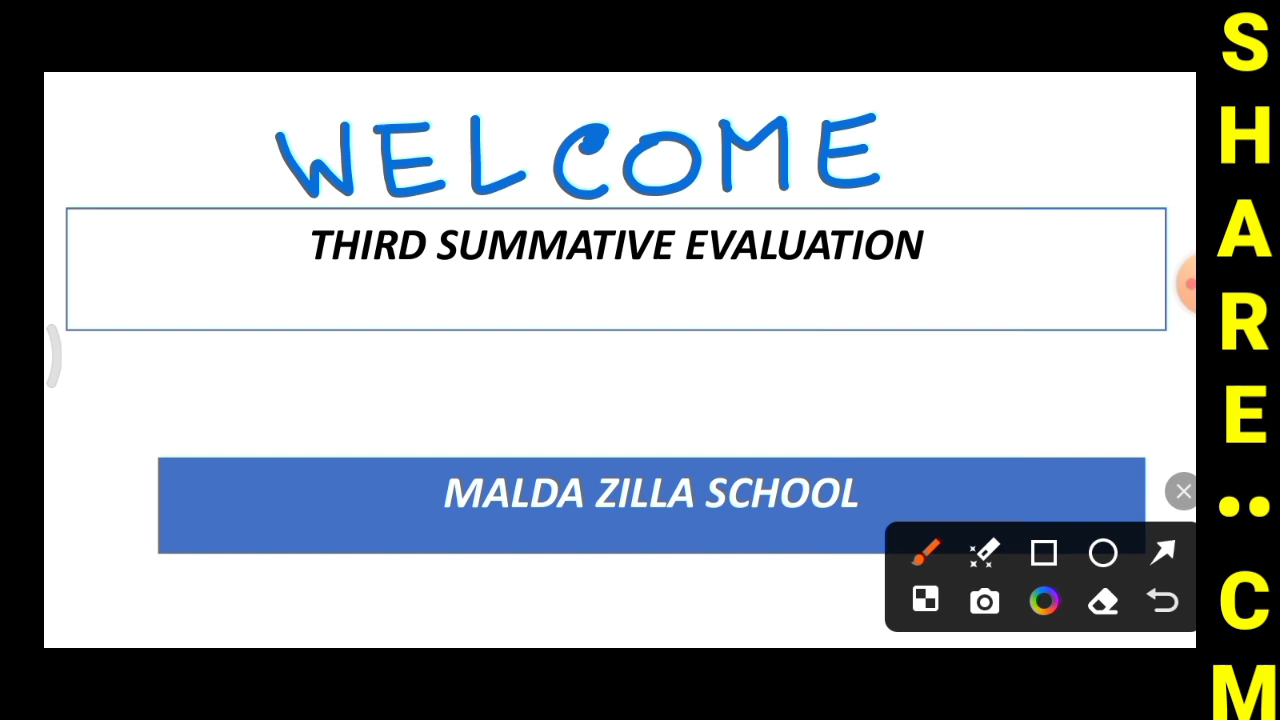 WELCOME
THIRD SUMMATIVE EVALUATION
MALDA ZILLA SCHOOL
SHARE..CM